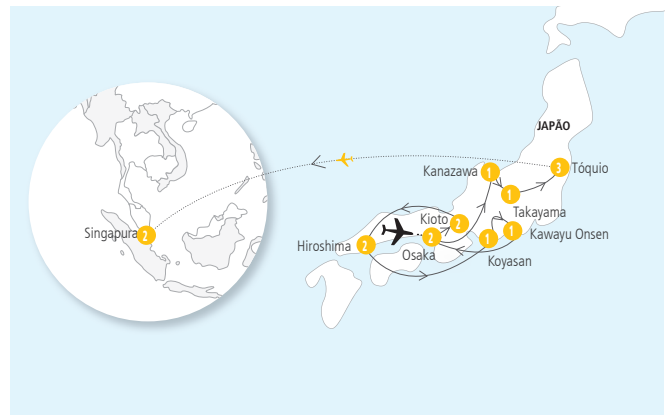 JAPÃO
Kanazawa
1
3
Tóquio
1
Takayama
Kioto
2
Singapura
2
Hiroshima
2
2
Osaka
1
1
Kawayu Onsen
Koyasan